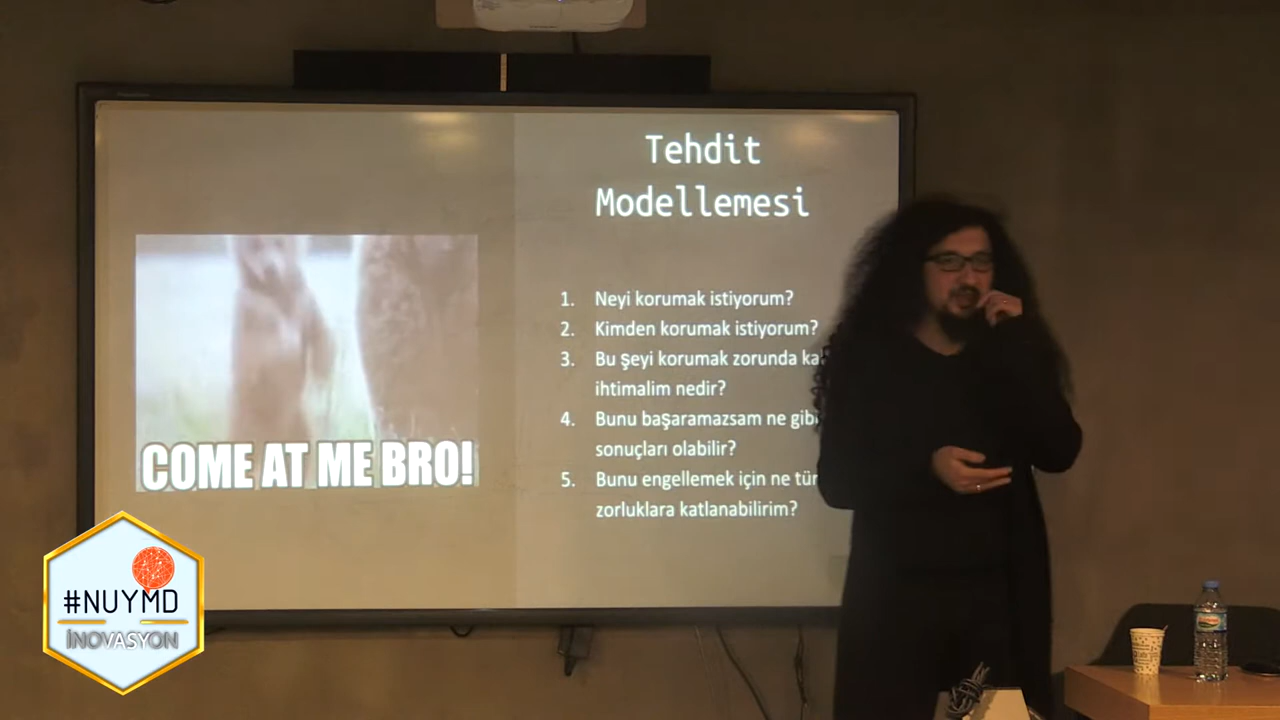 Tehdit
Modellemesi
1. Neyi korumak istiyorum?
2. Kimden korumak istiyorum?
3. Bu şeyi korumak zorunda
ihtimalim nedir?
4. Bunu başaramazsam ne gibi
sonuçları olabilir?
5. Bunu engellemek için ne tür
zorluklara katlanabilirim?
COME AT ME BRO!
#NUYMD
İNOVASYON